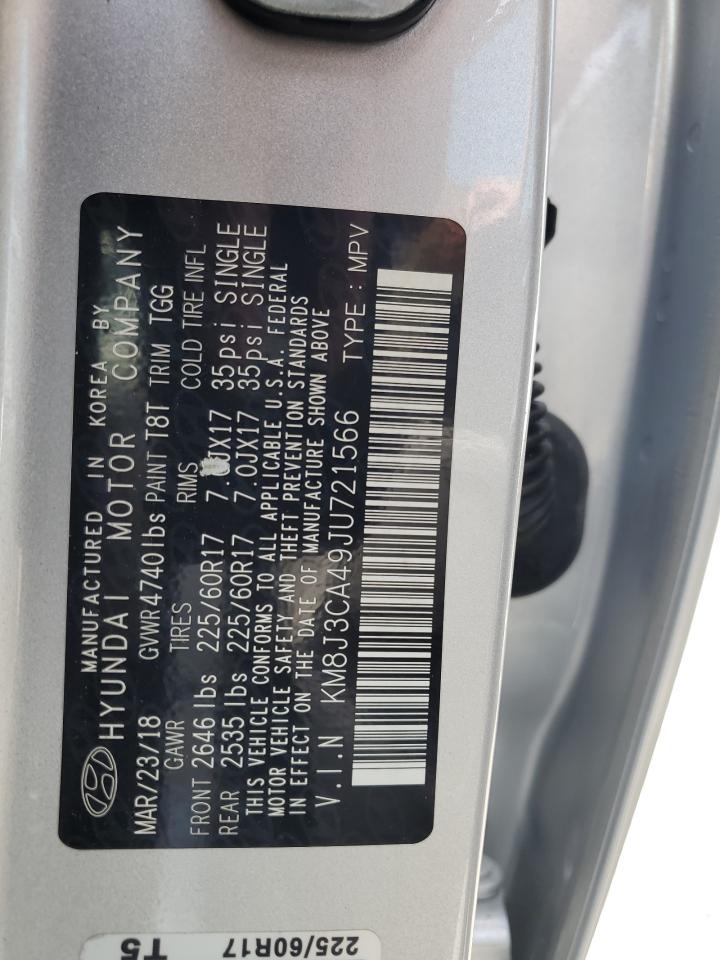 MANUFACTURED IN KOREA BY
HYUNDAI MOTOR COMPANY
MAR/23/18 GVWR 4740 lbs PAINT T8T TRIM TGG
GAWR TIRES RIMS COLD TIRE INFL
FRONT 2646 lbs 225/60R17 7. JX17 35psi SINGLE
REAR 2535 lbs 225/60R17 7.0JX17 35psi SINGLE
THIS VEHICLE CONFORMS TO ALL APPLICABLE U.S.A. FEDERAL
MOTOR VEHICLE SAFETY AND THEFT PREVENTION STANDARDS
IN EFFECT ON THE DATE OF MANUFACTURE SHOWN ABOVE
V.I.N KM8J3CA49JU721566 TYPE : MPV
225/60R17
T5